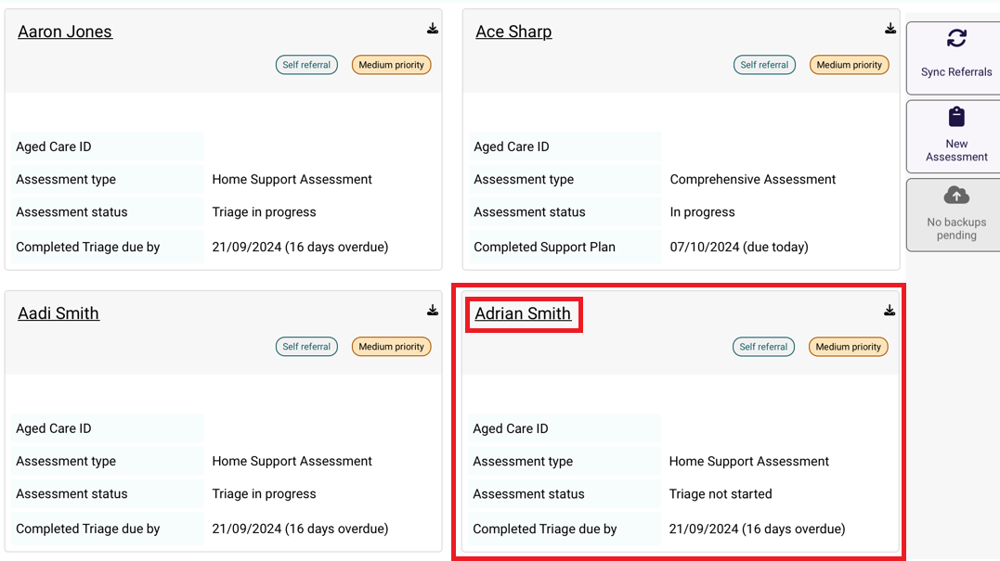 Aaron Jones
Self referral
Medium priority
Aged Care ID
Assessment type
Home Support Assessment
Assessment status
Triage in progress
Completed Triage due by
21/09/2024 (16 days overdue)
Ace Sharp
Self referral
Medium priority
Aged Care ID
Assessment type
Comprehensive Assessment
Assessment status
In progress
Completed Support Plan
07/10/2024 (due today)
Aadi Smith
Self referral
Medium priority
Aged Care ID
Assessment type
Home Support Assessment
Assessment status
Triage in progress
Completed Triage due by
21/09/2024 (16 days overdue)
Adrian Smith
Self referral
Medium priority
Aged Care ID
Assessment type
Home Support Assessment
Assessment status
Triage not started
Completed Triage due by
21/09/2024 (16 days overdue)
Sync Referrals
New
Assessment
No backups
pending